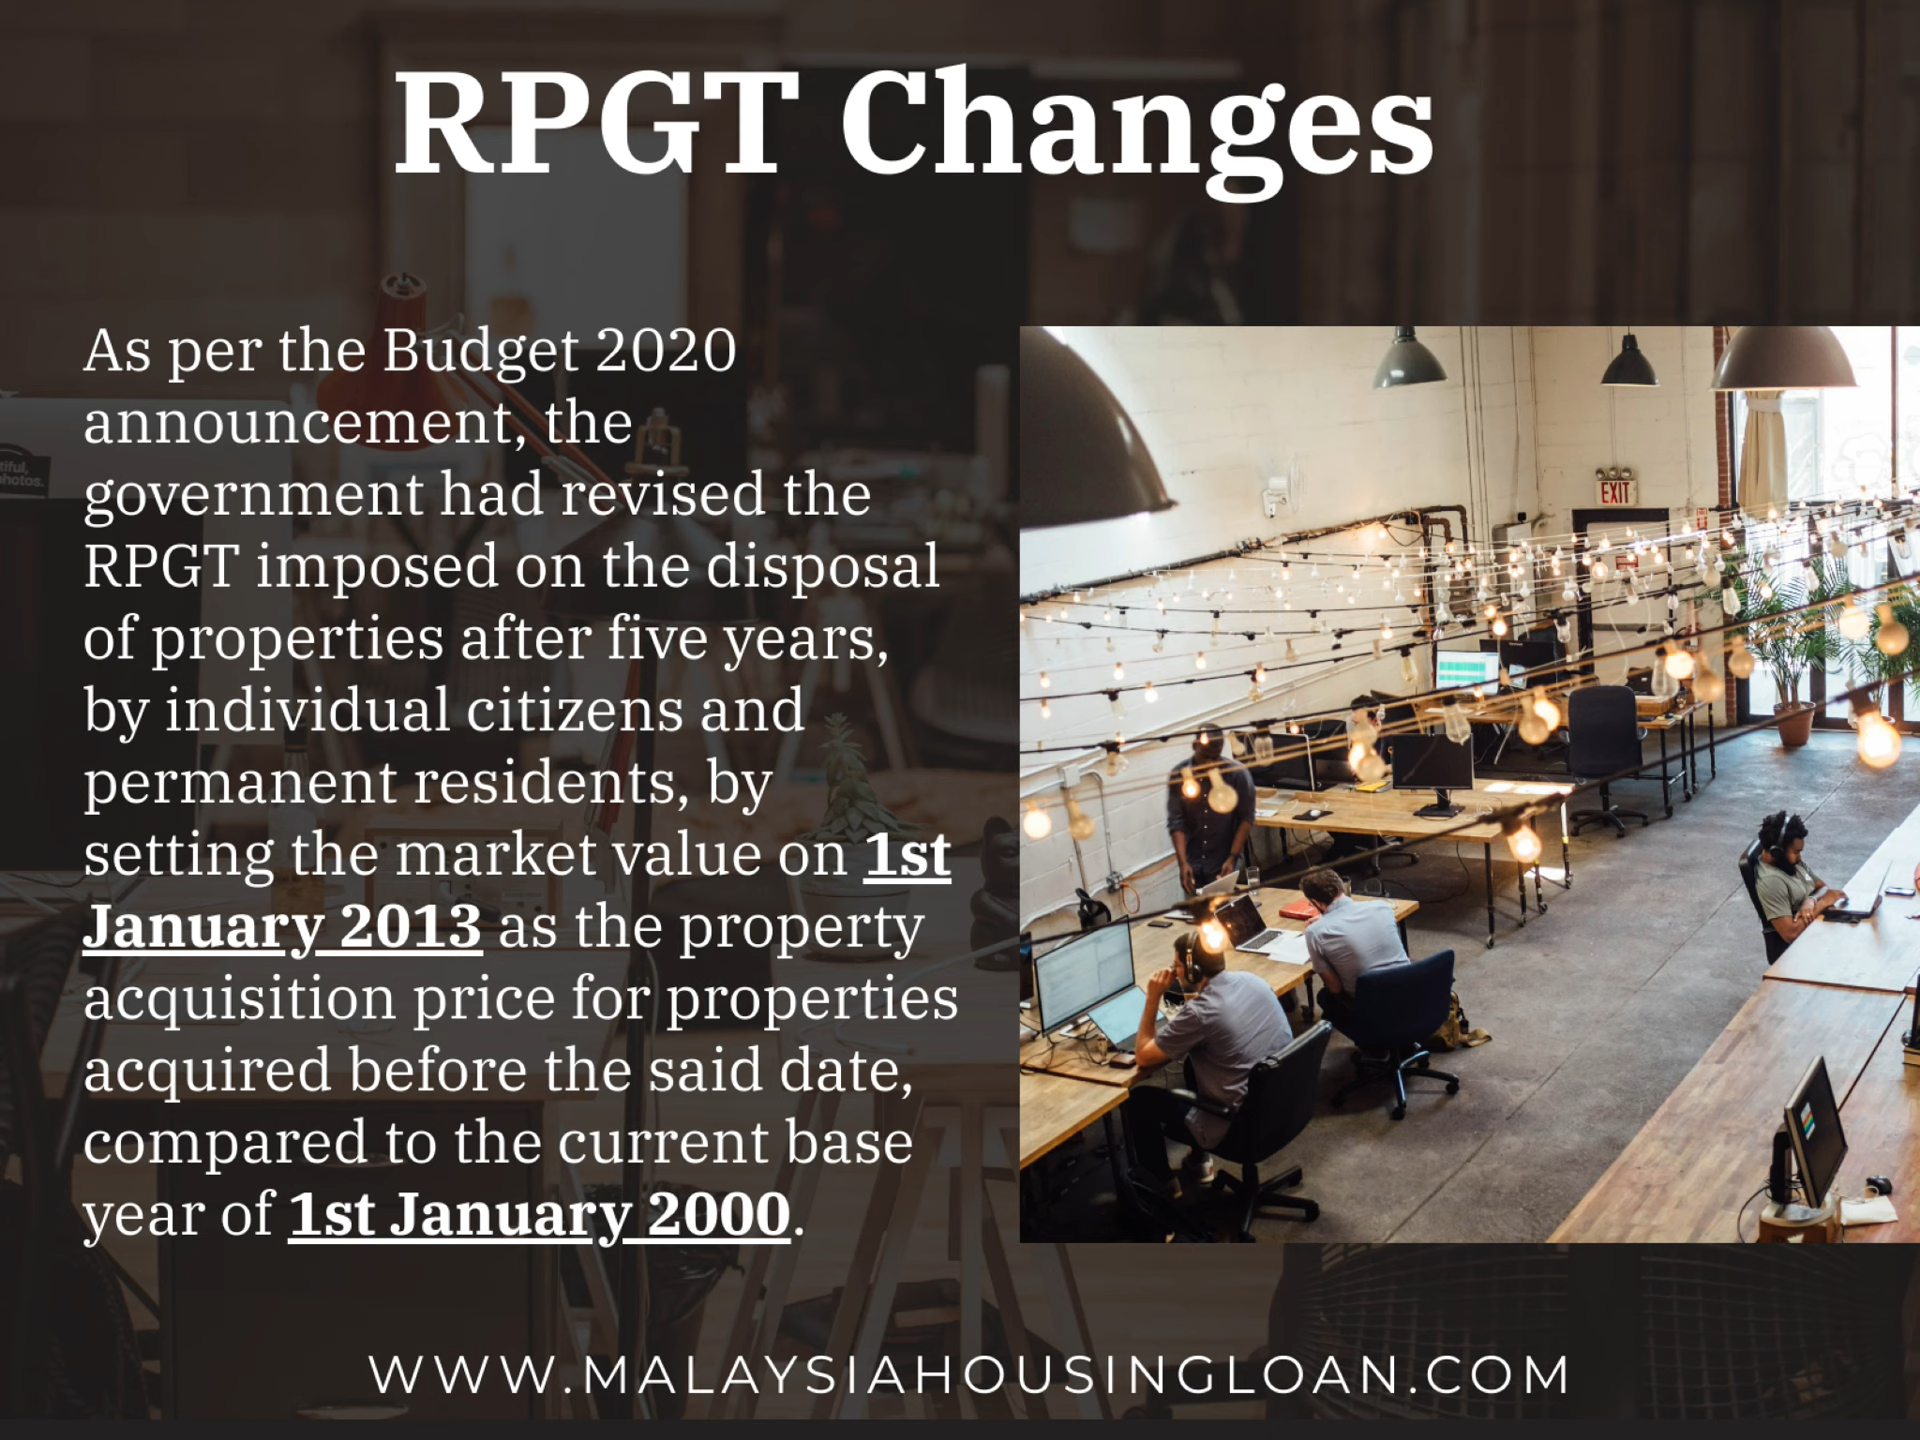 RPGT Changes
As per the Budget 2020
announcement, the
government had revised the
RPGT imposed on the disposal
of properties after five years,
by individual citizens and
permanent residents, by
setting the market value on 1st
January 2013 as the property
acquisition price for properties
acquired before the said date,
compared to the current base
year of 1st January 2000.
tiful,
photos.
EXIT
WWW.MALAYSIAHOUSINGLOAN.COM